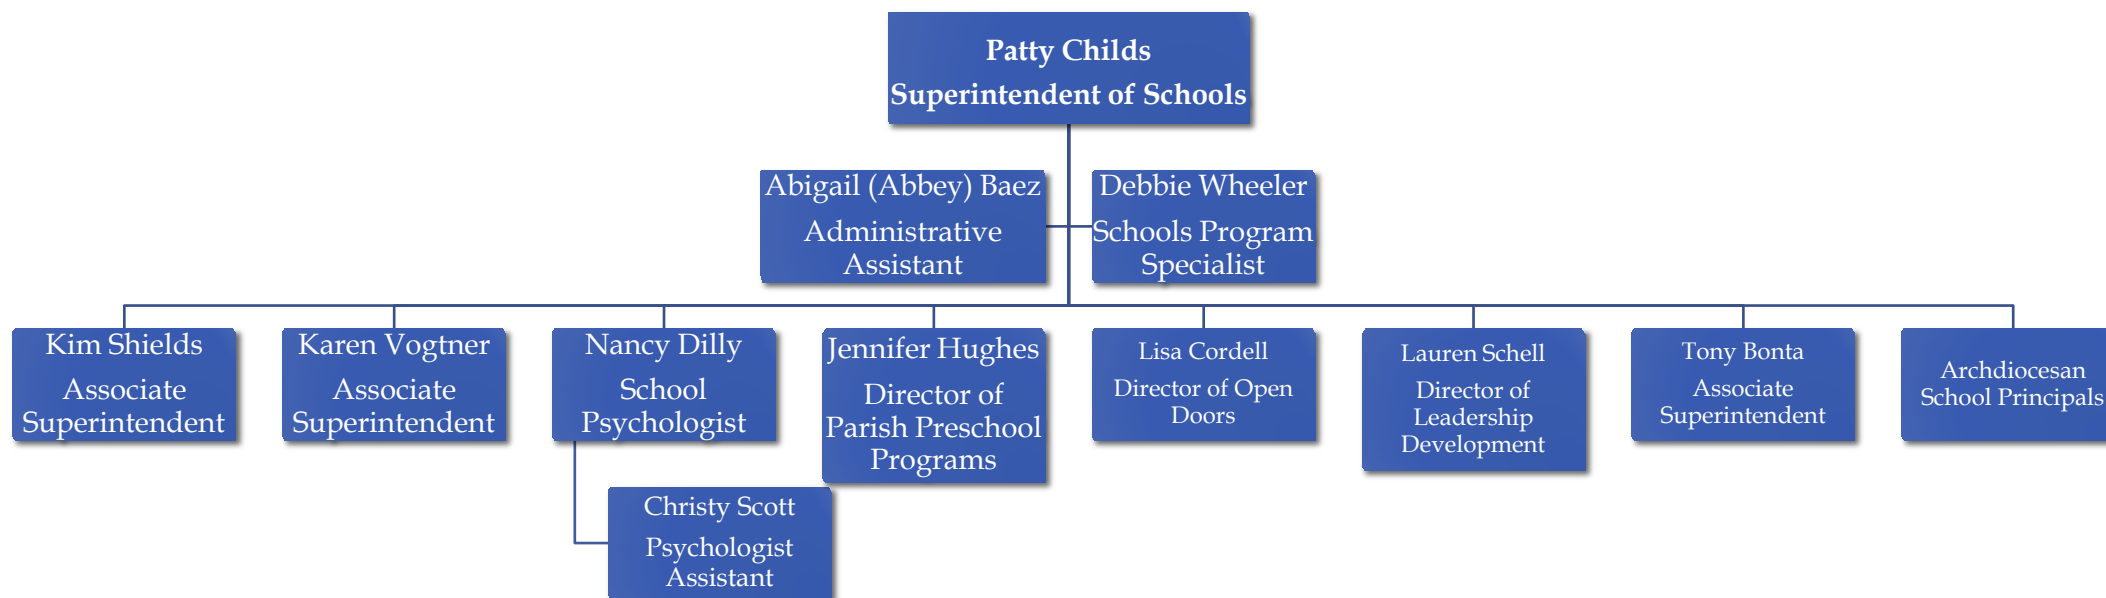 Patty Childs
Superintendent of Schools
Abigail (Abbey) Baez
Administrative
Assistant
Debbie Wheeler
Schools Program
Specialist
Kim Shields
Associate
Superintendent
Karen Vogtner
Associate
Superintendent
Nancy Dilly
School
Psychologist
Jennifer Hughes
Director of
Parish Preschool
Programs
Lisa Cordell
Director of Open
Doors
Lauren Schell
Director of
Leadership
Development
Tony Bonta
Associate
Superintendent
Archdiocesan
School Principals
Christy Scott
Psychologist
Assistant